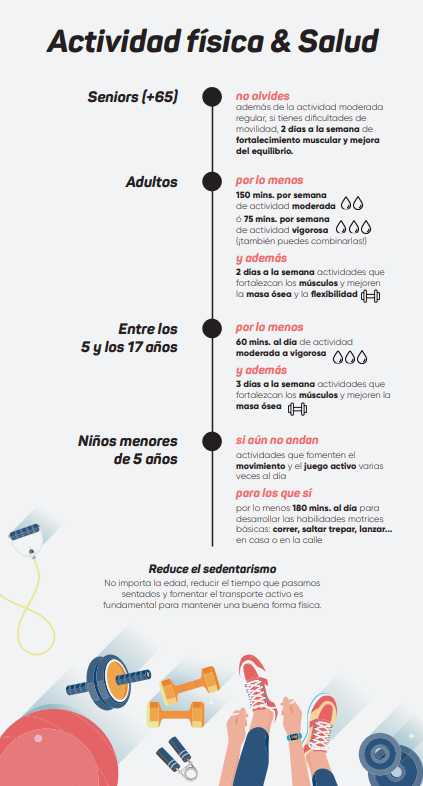 Actividad física & Salud
Seniors (+65)
no olvides
además de la actividad moderada
regular, si tienes dificultades de
movilidad, 2 días a la semana de
fortalecimiento muscular y mejora
del equilibrio.
Adultos
por lo menos
150 mins. por semana
de actividad moderada
ó 75 mins. por semana
de actividad vigorosa
(¡también puedes combinarlas!)
y además
2 días a la semana actividades que
fortalezcan los músculos y mejoren
la masa ósea y la flexibilidad
Entre los
5 y los 17 años
por lo menos
60 mins. al día de actividad
moderada a vigorosa
y además
3 días a la semana actividades que
fortalezcan los músculos y mejoren la
masa ósea
Niños menores
de 5 años
si aún no andan
actividades que fomenten el
movimiento y el juego activo varias
veces al día
para los que sí
por lo menos 180 mins. al día para
desarrollar las habilidades motrices
básicas: correr, saltar trepar, lanzar...
en casa o en la calle
Reduce el sedentarismo
No importa la edad, reducir el tiempo que pasamos
sentados y fomentar el transporte activo es
fundamental para mantener una buena forma física.